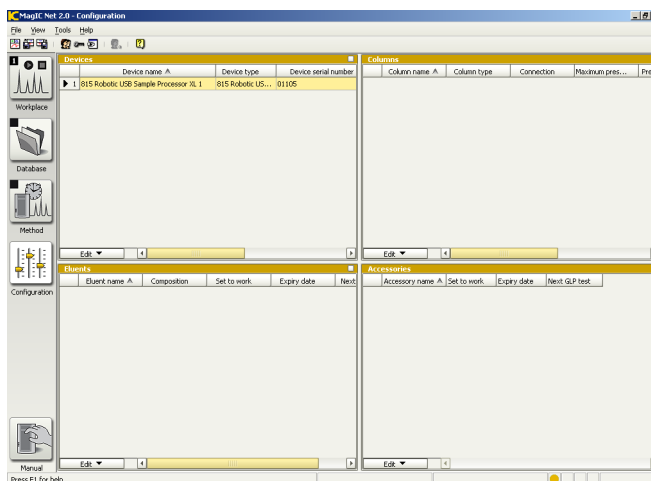 MagIC Net 2.0 - Configuration
File View Tools Help
1
Workplace
Database
Method
Configuration
Manual
Devices
Device name Device type Device serial number
1 815 Robotic USB Sample Processor XL 1 815 Robotic US... 01105
Edit
Columns
Column name Column type Connection Maximum pres... Pre
Edit
Eluents
Eluent name Composition Set to work Expiry date Next
Edit
Accessories
Accessory name Set to work Expiry date Next GLP test
Edit
Press F1 for help